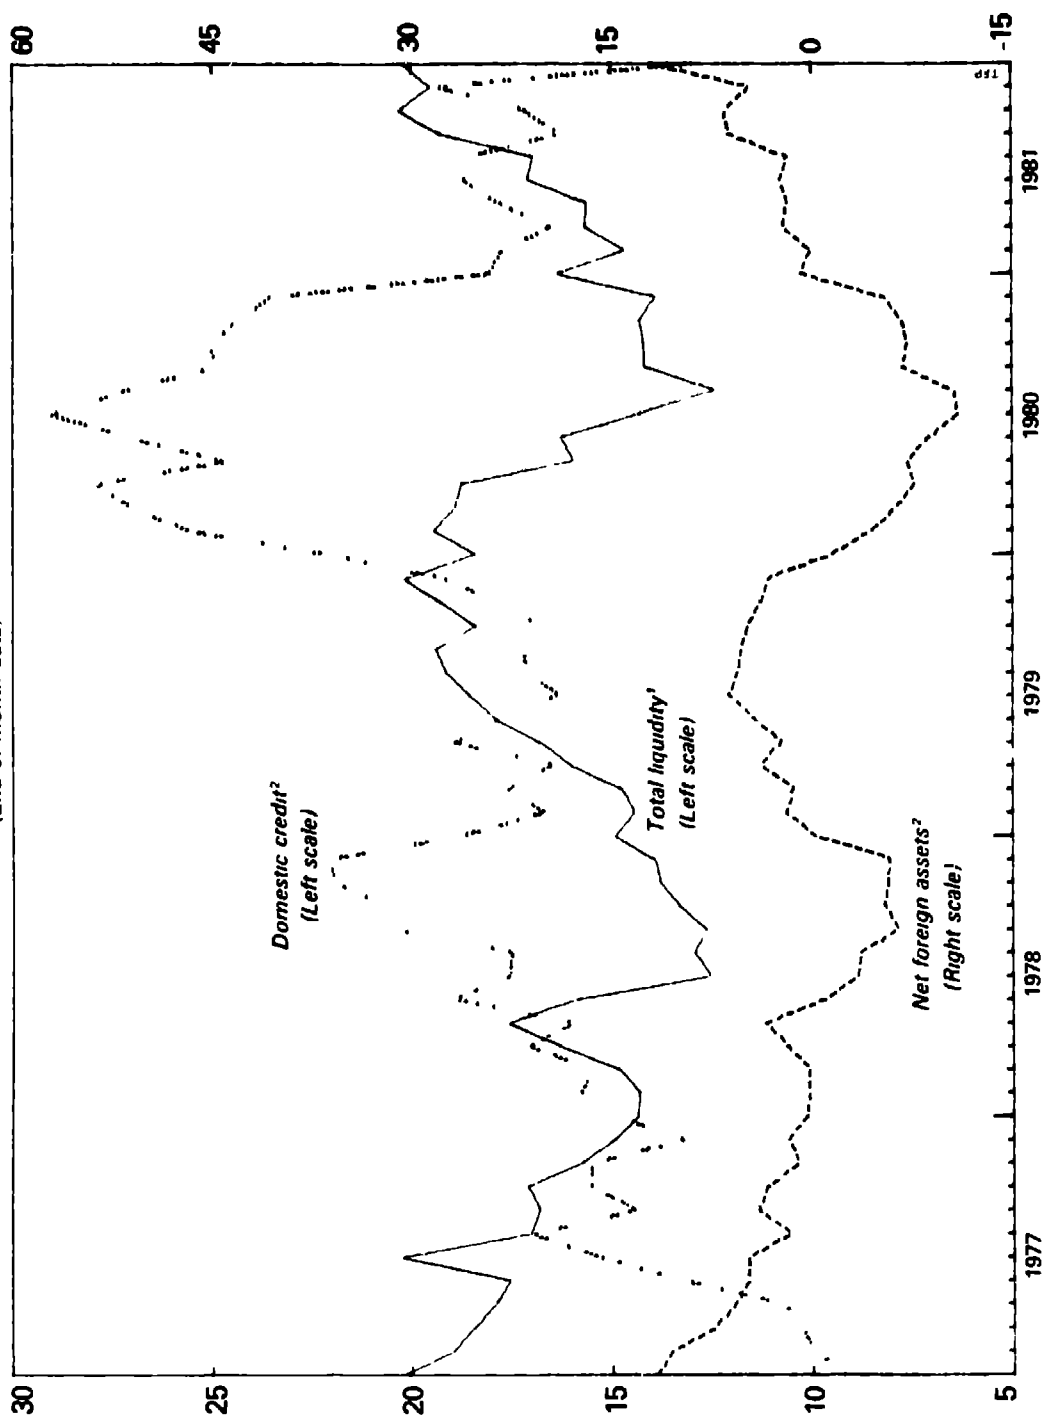 30
25
20
15
10
5
60
45
30
15
0
-15
Domestic credit²
(Left scale)
Total liquidity¹
(Left scale)
Net foreign assets²
(Right scale)
1977
1978
1979
1980
1981